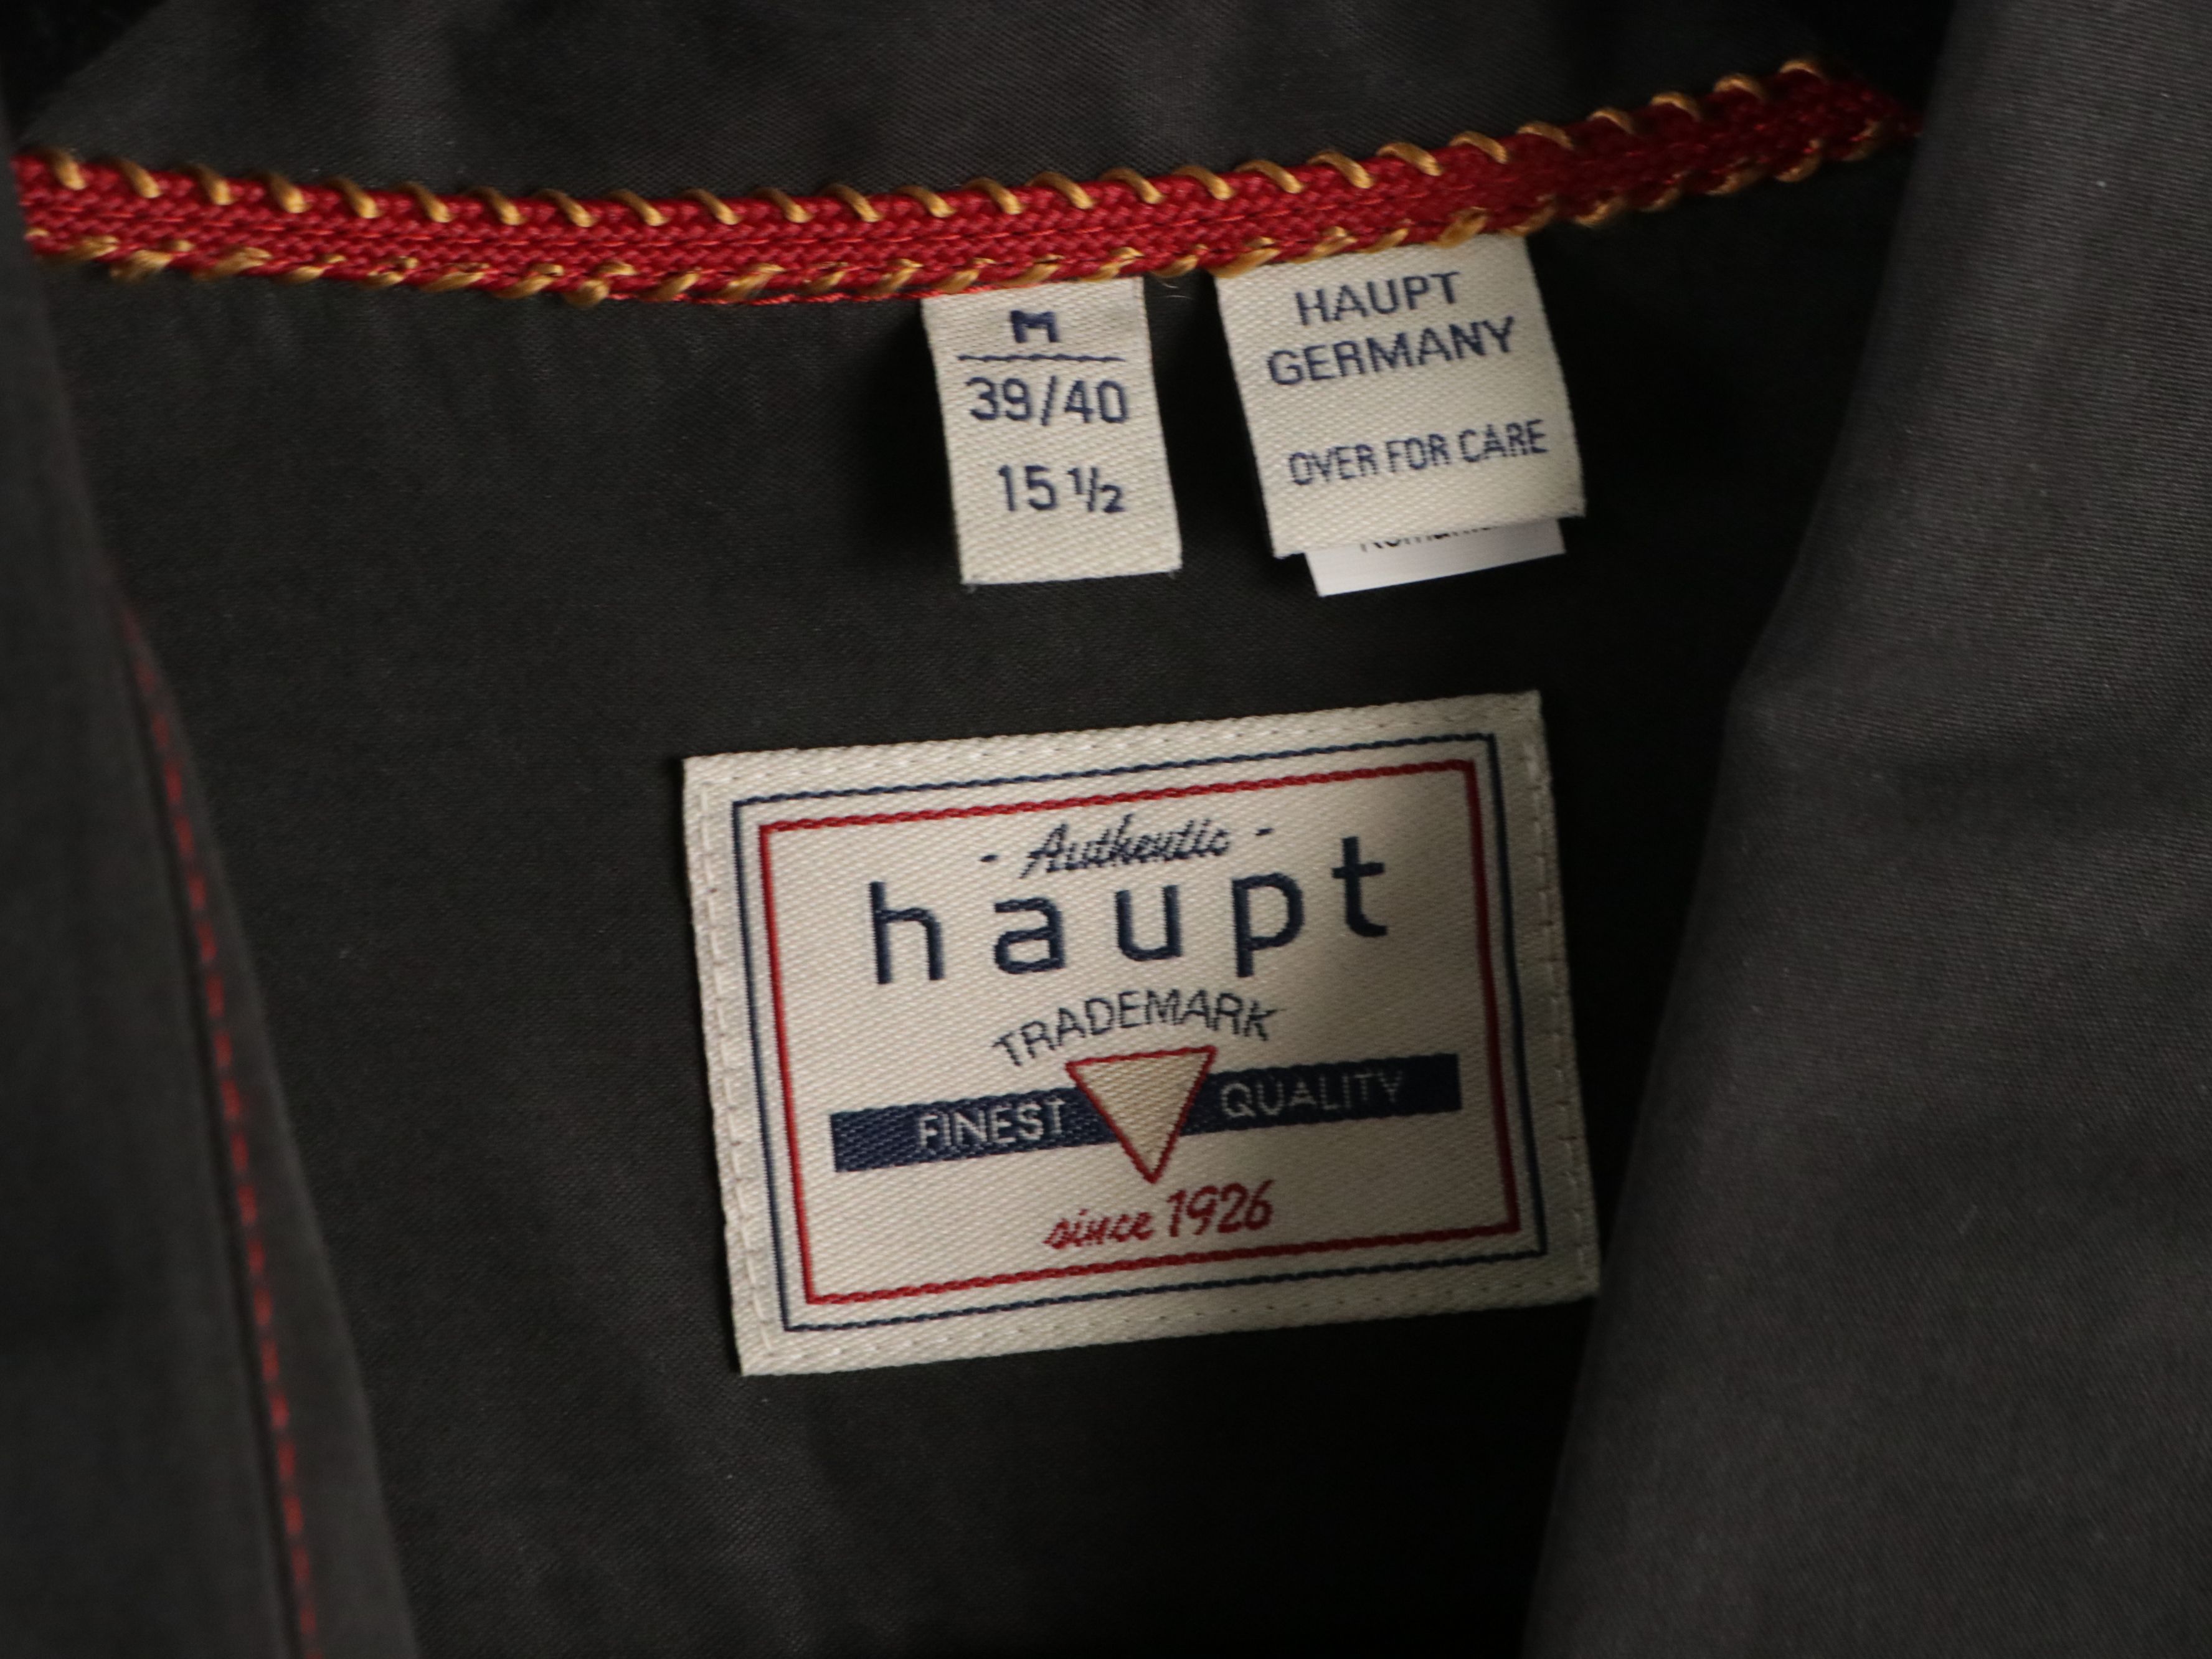 M
39/40
15 ½
HAUPT
GERMANY
OVER FOR CARE
- Authentic -
haupt
TRADEMARK
FINEST QUALITY
since 1926